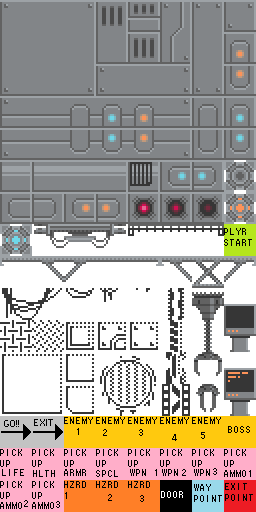 PLYR
START
GO!! EXIT ENEMY 1 ENEMY 2 ENEMY 3 ENEMY 4 ENEMY 5 BOSS
PICK UP LIFE PICK UP HLTH PICK UP ARMR PICK UP SPCL PICK UP WPN 1 PICK UP WPN 2 PICK UP WPN 3 PICK UP AMMO1
PICK UP AMMO2 PICK UP AMMO3 HZRD 1 HZRD 2 HZRD 3 DOOR WAY POINT EXIT POINT